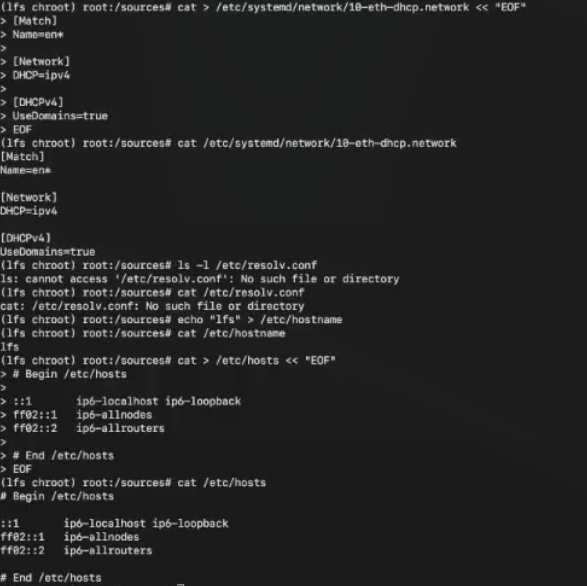 (lfs chroot) root:/sources# cat > /etc/systemd/network/10-eth-dhcp.network << "EOF"
> [Match]
> Name=en*
>
> [Network]
> DHCP=ipv4
>
> [DHCPv4]
> UseDomains=true
> EOF
(lfs chroot) root:/sources# cat /etc/systemd/network/10-eth-dhcp.network
[Match]
Name=en*

[Network]
DHCP=ipv4

[DHCPv4]
UseDomains=true
(lfs chroot) root:/sources# ls -l /etc/resolv.conf
ls: cannot access '/etc/resolv.conf': No such file or directory
(lfs chroot) root:/sources# cat /etc/resolv.conf
cat: /etc/resolv.conf: No such file or directory
(lfs chroot) root:/sources# echo "lfs" > /etc/hostname
(lfs chroot) root:/sources# cat /etc/hostname
lfs
(lfs chroot) root:/sources# cat > /etc/hosts << "EOF"
> # Begin /etc/hosts
>
> ::1       ip6-localhost ip6-loopback
> ff02::1   ip6-allnodes
> ff02::2   ip6-allrouters
>
> # End /etc/hosts
> EOF
(lfs chroot) root:/sources# cat /etc/hosts
# Begin /etc/hosts

::1       ip6-localhost ip6-loopback
ff02::1   ip6-allnodes
ff02::2   ip6-allrouters

# End /etc/hosts